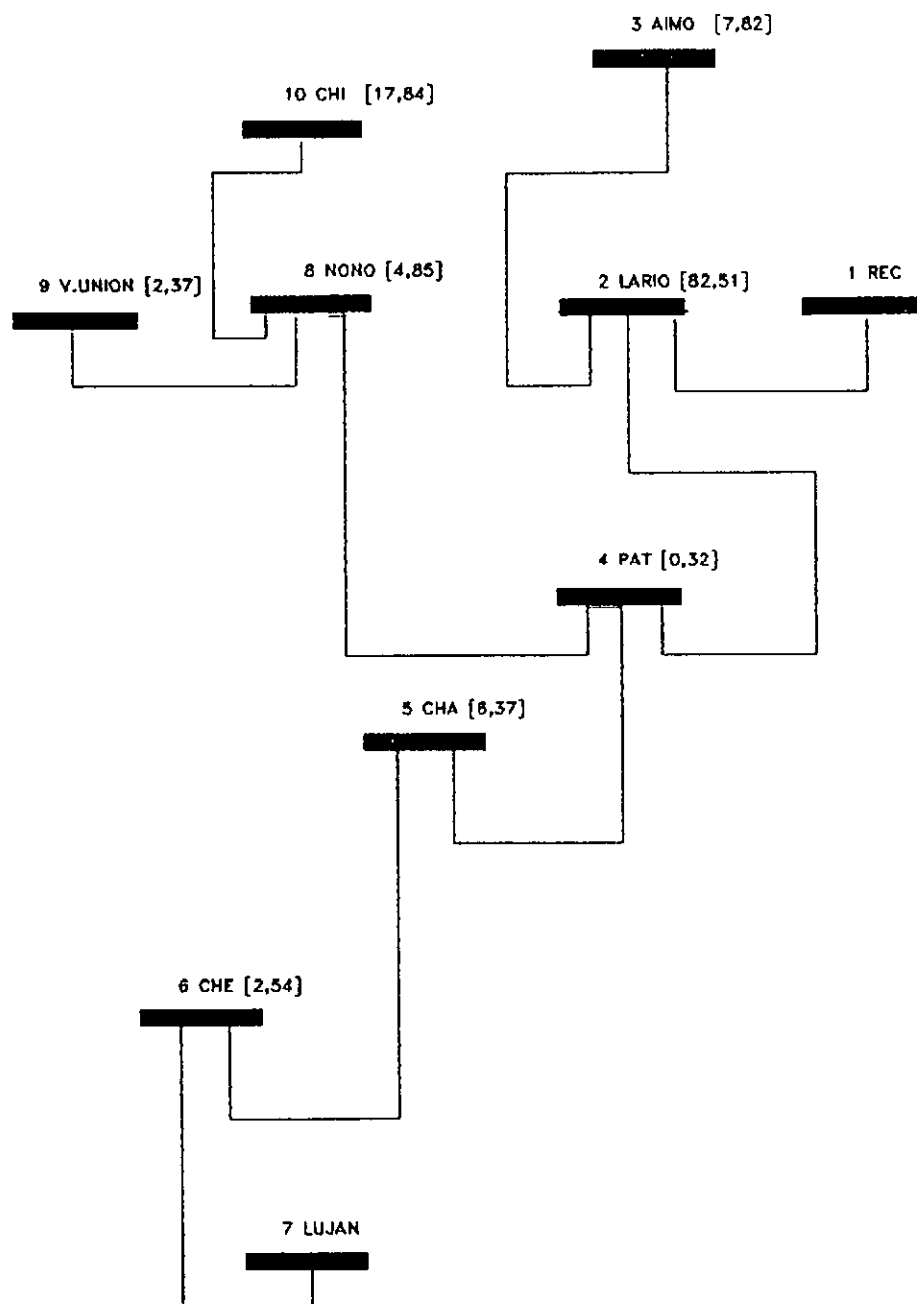 3 AIMO [7,82]
10 CHI [17,84]
9 V.UNION [2,37]
8 NONO [4,85]
2 LARIO [82,51]
1 REC
4 PAT [0,32]
5 CHA [6,37]
6 CHE [2,54]
7 LUJAN